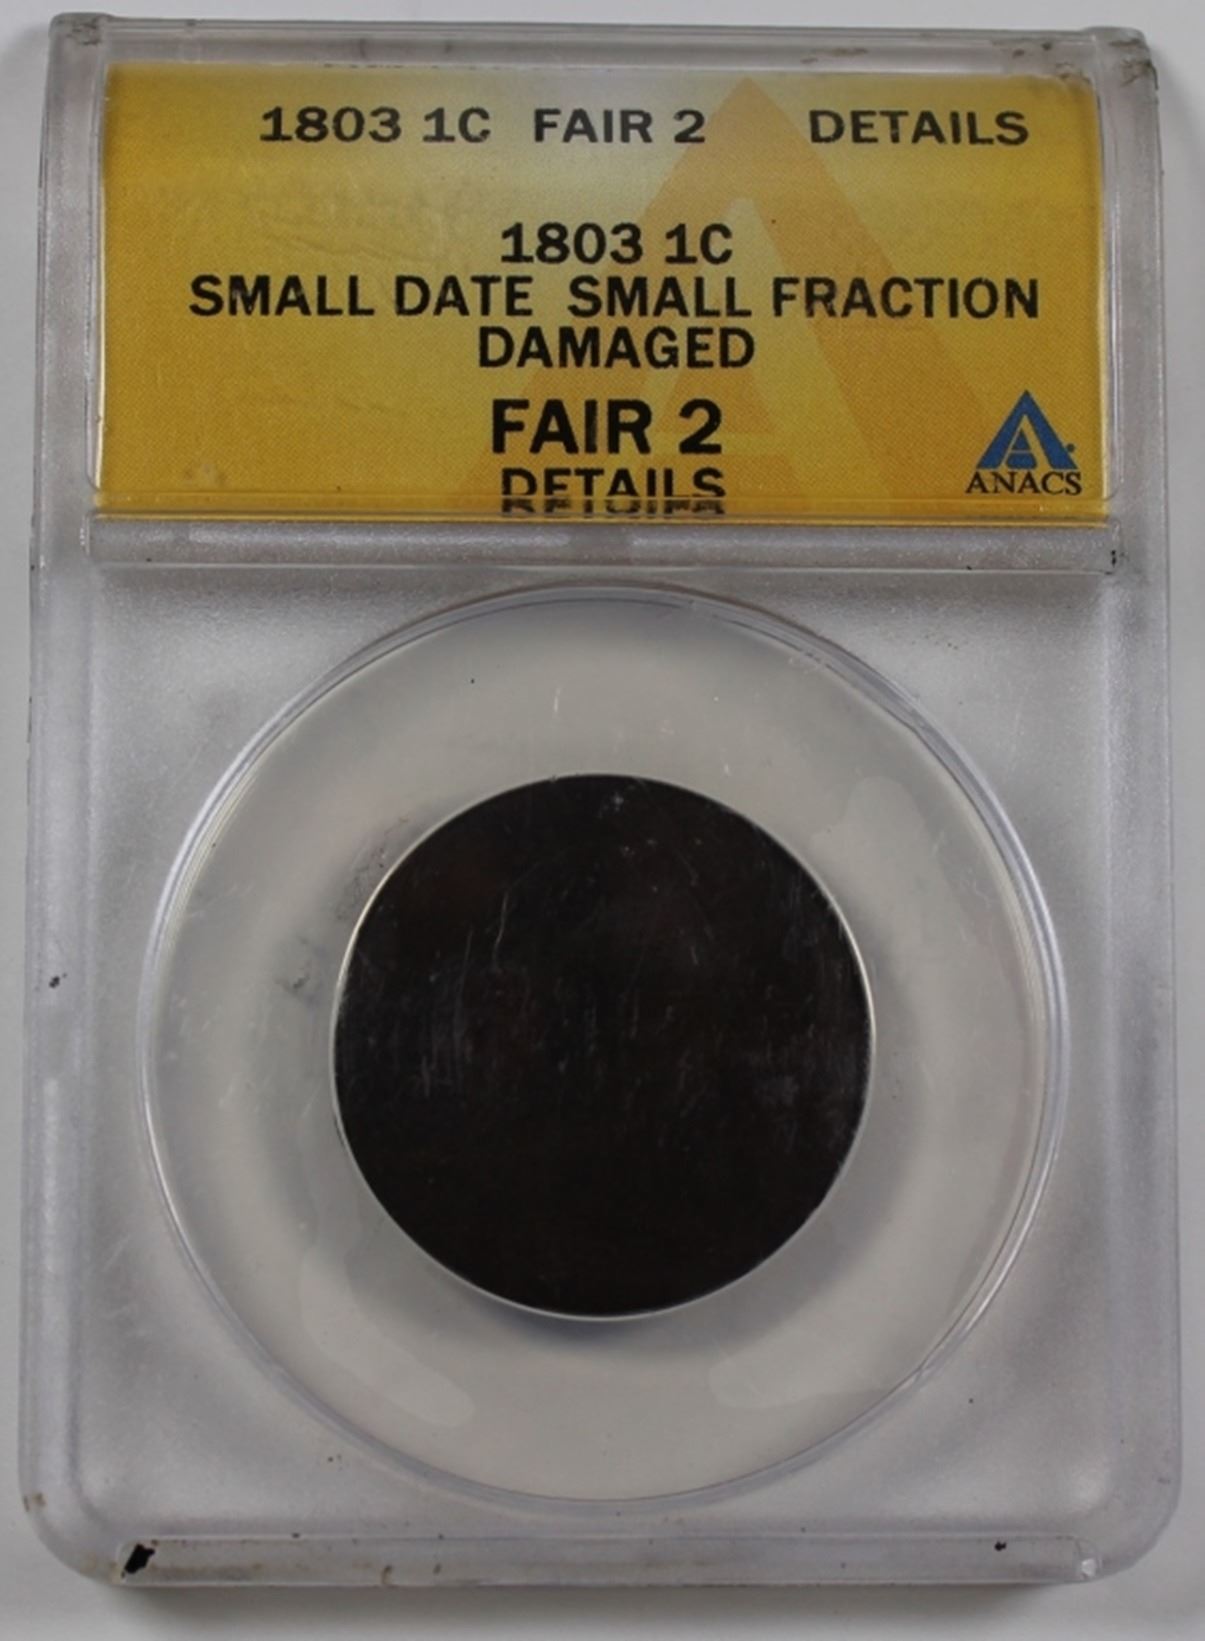 1803 1C FAIR 2 DETAILS
1803 1C
SMALL DATE SMALL FRACTION
DAMAGED
FAIR 2
DETAILS
ANACS